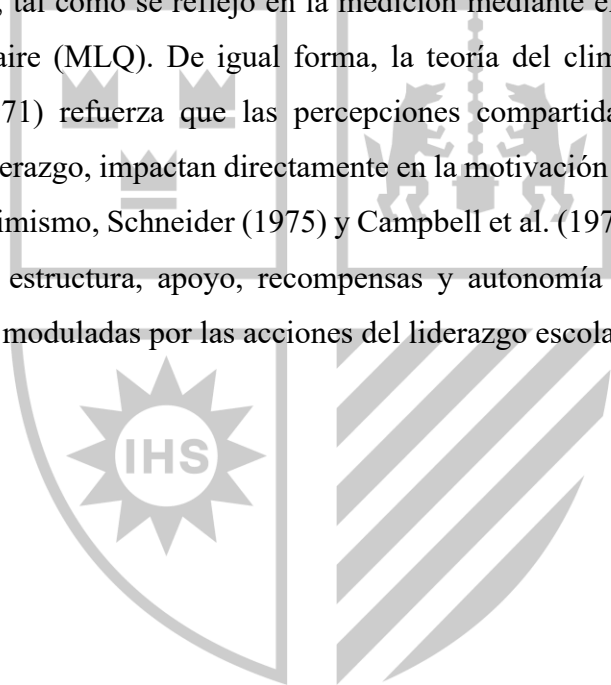 , tal como se reflejó en la medición mediante el
aire (MLQ). De igual forma, la teoría del clim
71) refuerza que las percepciones compartida
derazgo, impactan directamente en la motivación
imismo, Schneider (1975) y Campbell et al. (197
estructura, apoyo, recompensas y autonomía
moduladas por las acciones del liderazgo escola
IHS